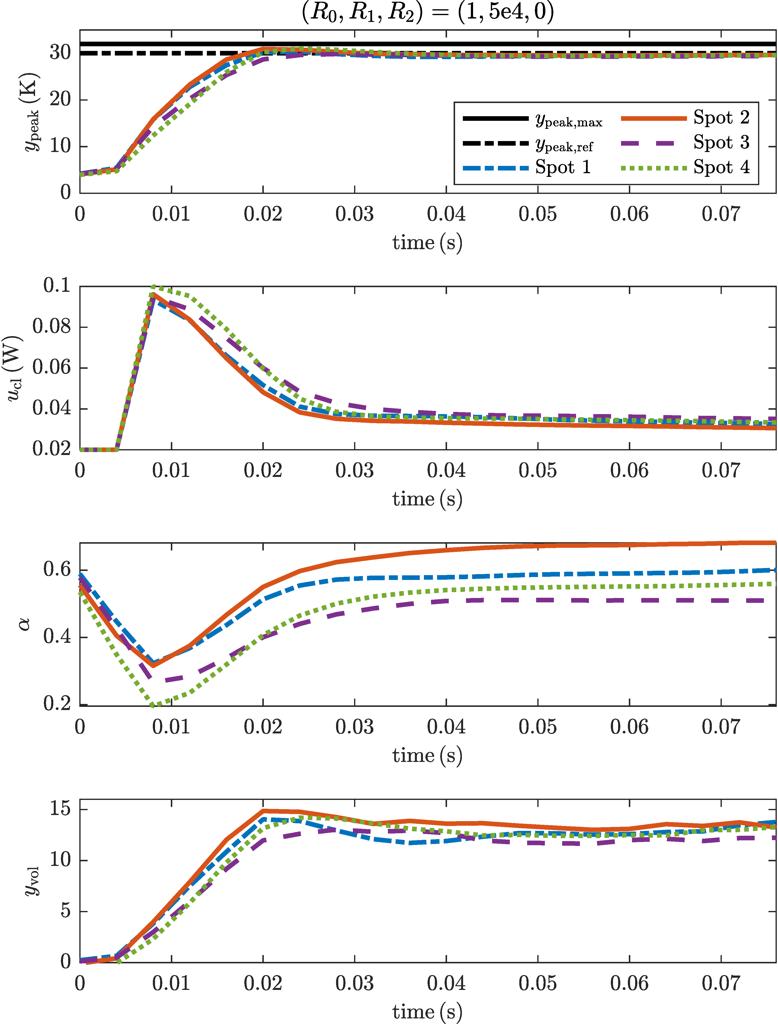 (R₀, R₁, R₂) = (1, 5e4, 0)
30
20
10
0
y_peak (K)
y_peak,max
y_peak,ref
Spot 1
Spot 2
Spot 3
Spot 4
0 0.01 0.02 0.03 0.04 0.05 0.06 0.07
time (s)
0.1
0.08
0.06
0.04
0.02
u_cl (W)
0 0.01 0.02 0.03 0.04 0.05 0.06 0.07
time (s)
0.6
0.4
0.2
α
0 0.01 0.02 0.03 0.04 0.05 0.06 0.07
time (s)
15
10
5
0
y_vol
0 0.01 0.02 0.03 0.04 0.05 0.06 0.07
time (s)